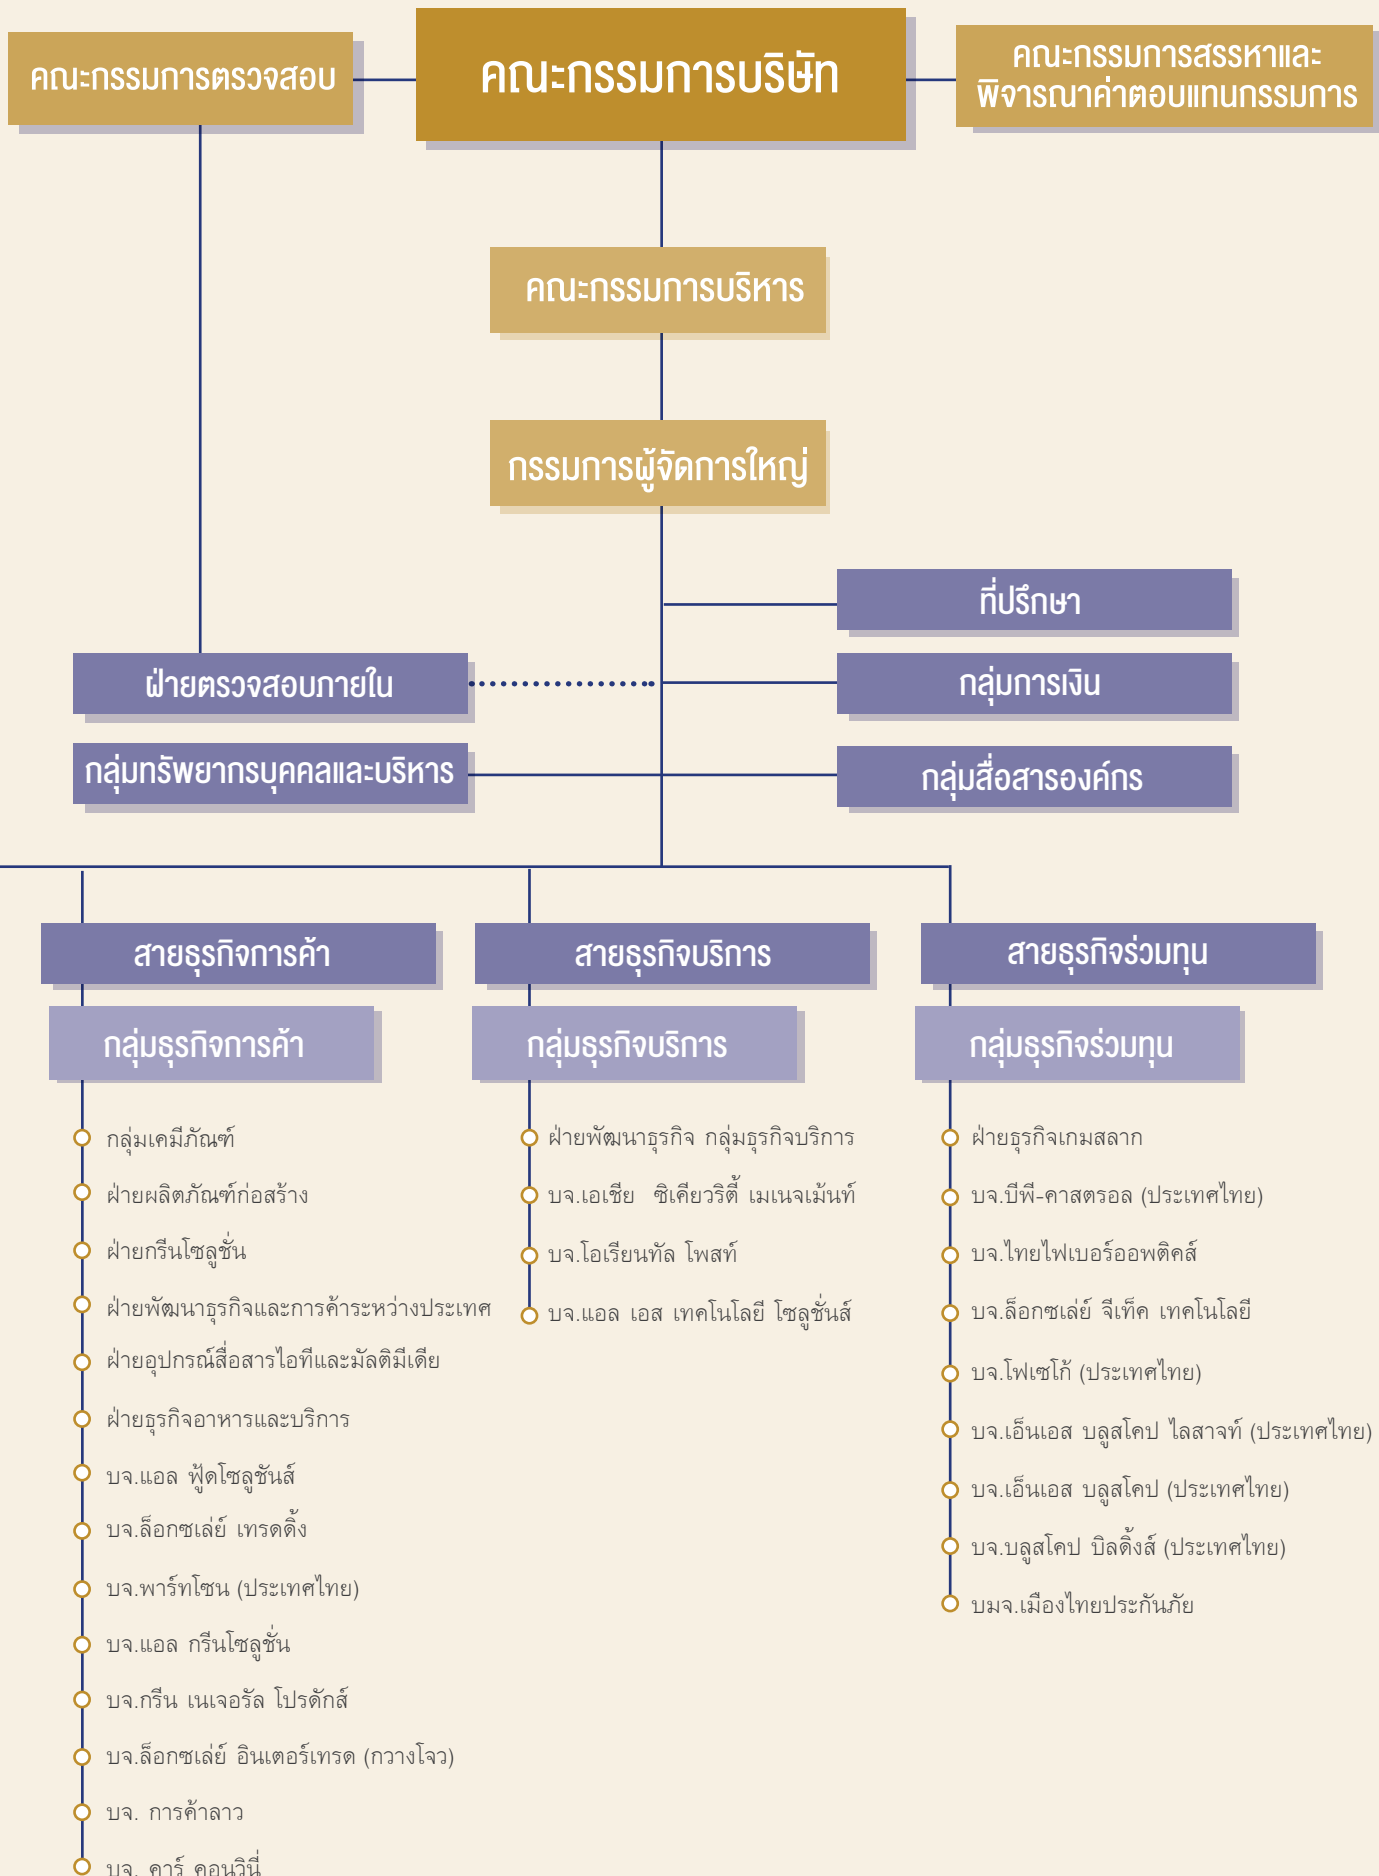 คณะกรรมการตรวจสอบ
คณะกรรมการบริษัท
คณะกรรมการสรรหาและ
พิจารณาค่าตอบแทนกรรมการ
คณะกรรมการบริหาร
กรรมการผู้จัดการใหญ่
ที่ปรึกษา
ฝ่ายตรวจสอบภายใน
กลุ่มการเงิน
กลุ่มทรัพยากรบุคคลและบริหาร
กลุ่มสื่อสารองค์กร
สายธุรกิจการค้า
กลุ่มธุรกิจการค้า
กลุ่มเคมีภัณฑ์
ฝ่ายผลิตภัณฑ์ก่อสร้าง
ฝ่ายกรีนโซลูชั่น
ฝ่ายพัฒนาธุรกิจและการค้าระหว่างประเทศ
ฝ่ายอุปกรณ์สื่อสารไอทีและมัลติมีเดีย
ฝ่ายธุรกิจอาหารและบริการ
บจ.แอล ฟู้ดโซลูชันส์
บจ.ล็อกซเล่ย์ เทรดดิ้ง
บจ.พาร์ทโซน (ประเทศไทย)
บจ.แอล กรีนโซลูชั่น
บจ.กรีน เนเจอรัล โปรดักส์
บจ.ล็อกซเล่ย์ อินเตอร์เทรด (กวางโจว)
บจ. การค้าลาว
บจ. คาร์ คอนวินี่
สายธุรกิจบริการ
กลุ่มธุรกิจบริการ
ฝ่ายพัฒนาธุรกิจ กลุ่มธุรกิจบริการ
บจ.เอเชีย ซิเคียวริตี้ เมเนจเม้นท์
บจ.โอเรียนทัล โพสท์
บจ.แอล เอส เทคโนโลยี โซลูชั่นส์
สายธุรกิจร่วมทุน
กลุ่มธุรกิจร่วมทุน
ฝ่ายธุรกิจเกมสลาก
บจ.บีพี-คาสตรอล (ประเทศไทย)
บจ.ไทยไฟเบอร์ออพติคส์
บจ.ล็อกซเล่ย์ จีเท็ค เทคโนโลยี
บจ.โฟเซโก้ (ประเทศไทย)
บจ.เอ็นเอส บลูสโคป ไลสาจท์ (ประเทศไทย)
บจ.เอ็นเอส บลูสโคป (ประเทศไทย)
บจ.บลูสโคป บิลดิ้งส์ (ประเทศไทย)
บมจ.เมืองไทยประกันภัย